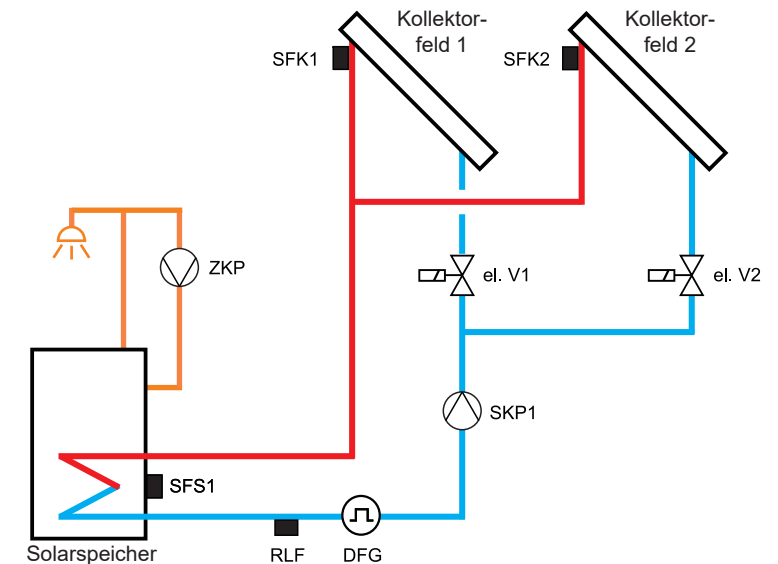 Kollektor-
feld 1
Kollektor-
feld 2
SFK1
SFK2
ZKP
el. V1
el. V2
SKP1
SFS1
Solarspeicher
RLF
DFG